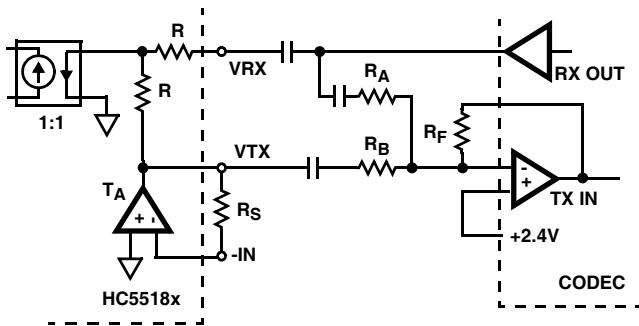 R
VRX
RX OUT
1:1
R
RA
RB
RF
VTX
TA
+ -
RS
-IN
-
+
TX IN
+2.4V
HC5518x
CODEC